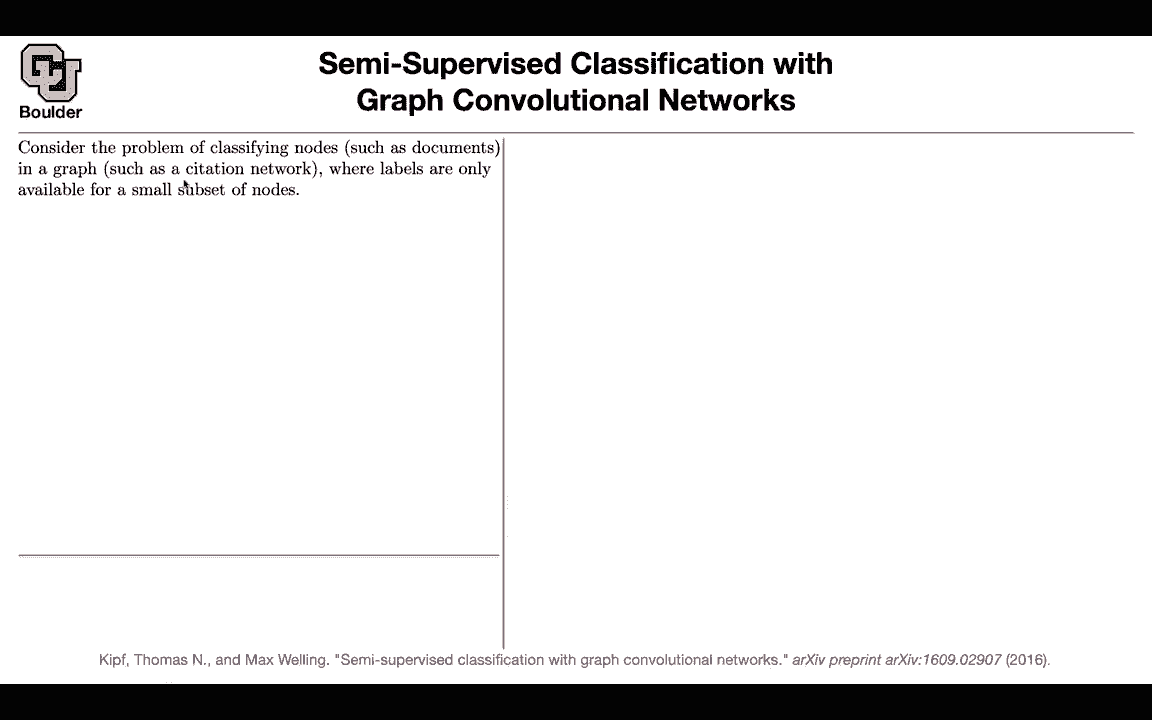 Boulder
Semi-Supervised Classification with
Graph Convolutional Networks
Consider the problem of classifying nodes (such as documents)
in a graph (such as a citation network), where labels are only
available for a small subset of nodes.
Kipf, Thomas N., and Max Welling. "Semi-supervised classification with graph convolutional networks." arXiv preprint arXiv:1609.02907 (2016).